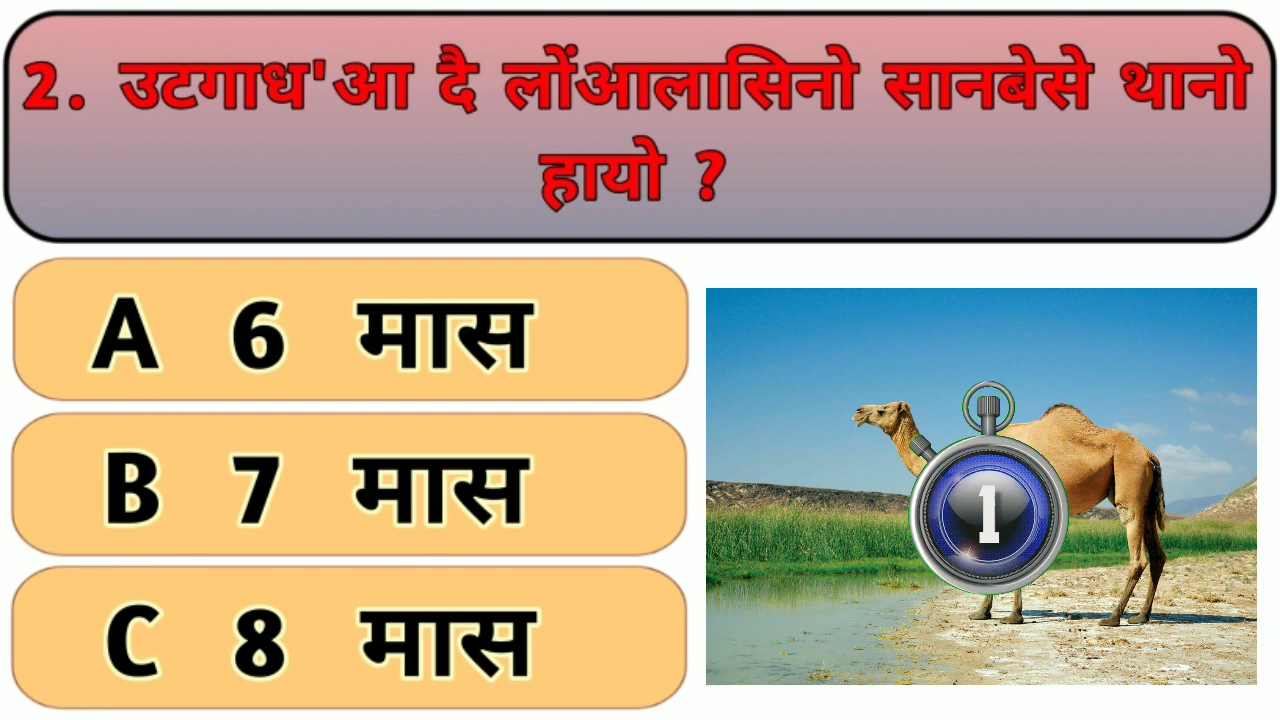 2. उटगाध'आ दै लोंआलासिनो सानबेसे थानो
हायो ?
A 6 मास
B 7 मास
C 8 मास
1